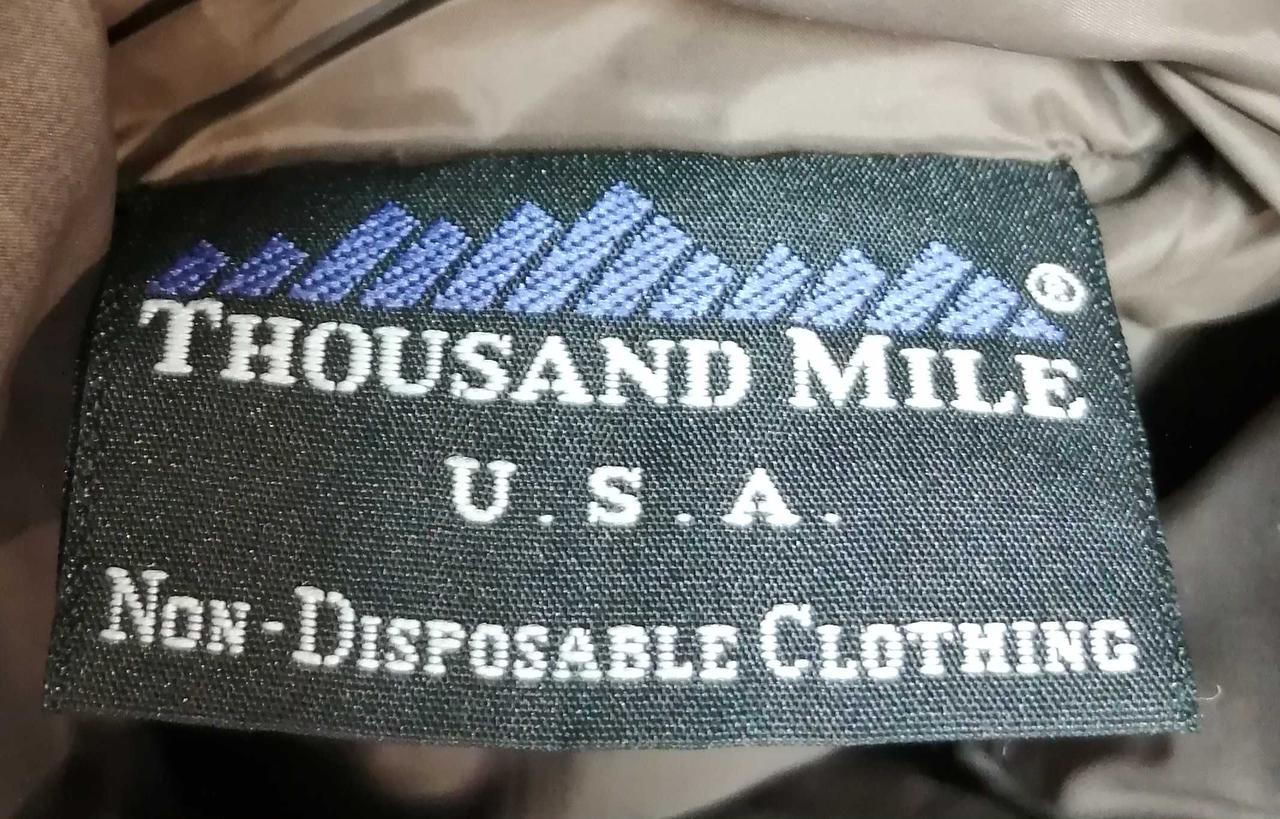 ®
THOUSAND MILE
U.S.A.
NON-DISPOSABLE CLOTHING